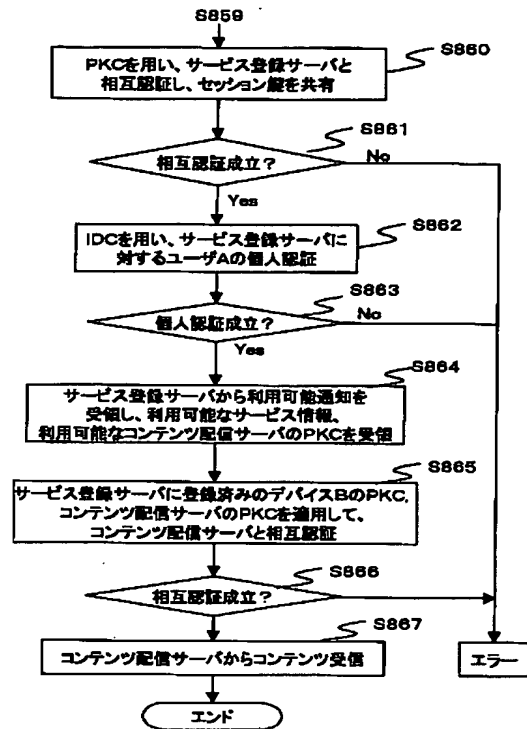 S859
S860
PKCを用い、サービス登録サーバと
相互認証し、セッション鍵を共有
S861
相互認証成立？
No
Yes
S862
IDCを用い、サービス登録サーバに
対するユーザAの個人認証
S863
個人認証成立？
No
Yes
S864
サービス登録サーバから利用可能通知を
受領し、利用可能なサービス情報、
利用可能なコンテンツ配信サーバのPKCを受領
S865
サービス登録サーバに登録済みのデバイスBのPKC,
コンテンツ配信サーバのPKCを適用して、
コンテンツ配信サーバと相互認証
S866
相互認証成立？
S867
コンテンツ配信サーバからコンテンツ受信
エラー
エンド